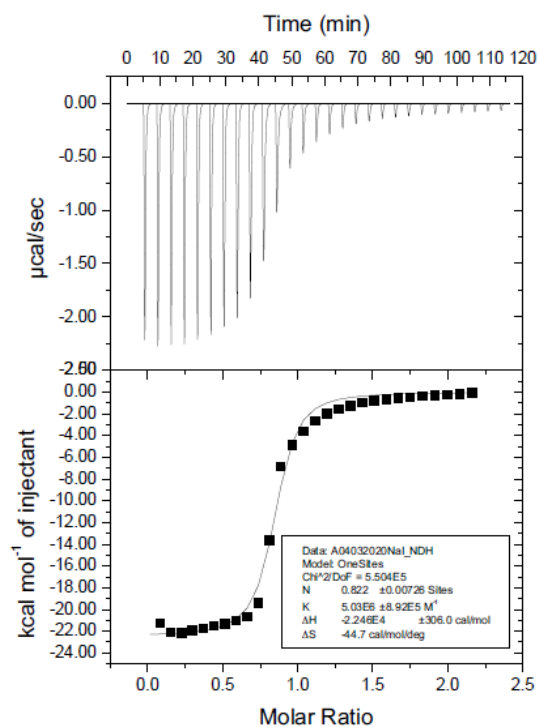 Time (min)
0 10 20 30 40 50 60 70 80 90 100 110 120
0.00
-0.50
-1.00
-1.50
-2.00
µcal/sec
0.00
-2.00
-4.00
-6.00
-8.00
-10.00
-12.00
-14.00
-16.00
-18.00
-20.00
-22.00
-24.00
kcal mol⁻¹ of injectant
Data: A04032020NaI_NDH
Model: OneSites
Chi^2/DoF = 5.504E5
N 0.822 ±0.00726 Sites
K 5.03E6 ±8.92E5 M⁻¹
ΔH -2.246E4 ±306.0 cal/mol
ΔS -44.7 cal/mol/deg
0.0 0.5 1.0 1.5 2.0 2.5
Molar Ratio